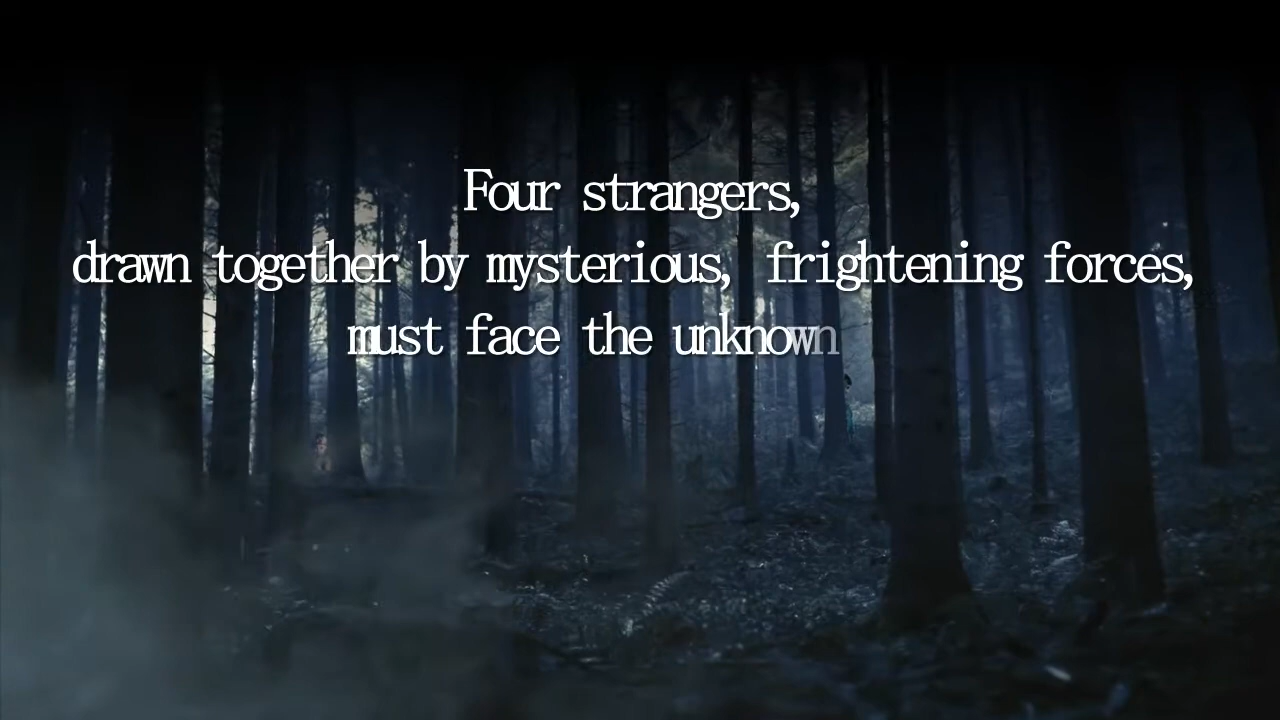 Four strangers,
drawn together by mysterious, frightening forces,
must face the unknown